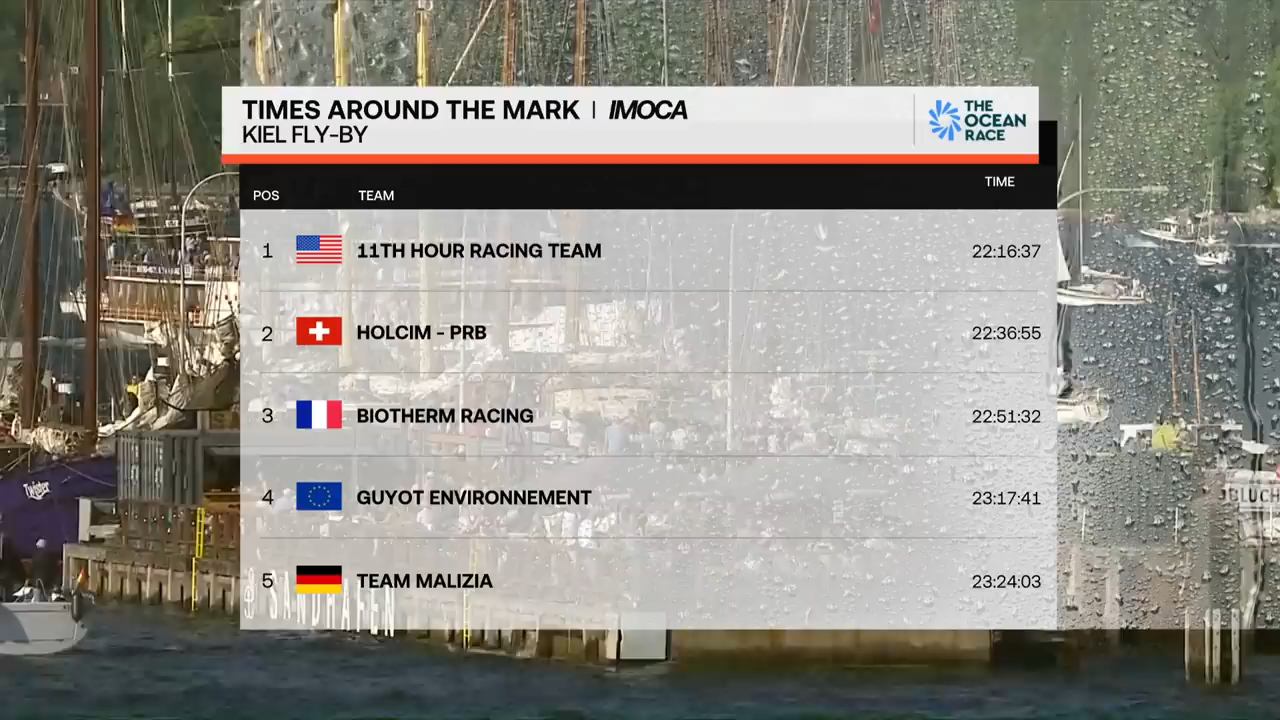 TIMES AROUND THE MARK | IMOCA
KIEL FLY-BY
THE
OCEAN
RACE
POS TEAM TIME
1 11TH HOUR RACING TEAM 22:16:37
2 HOLCIM - PRB 22:36:55
3 BIOTHERM RACING 22:51:32
4 GUYOT ENVIRONNEMENT 23:17:41
5 TEAM MALIZIA 23:24:03
Twister
SANDHAFEN